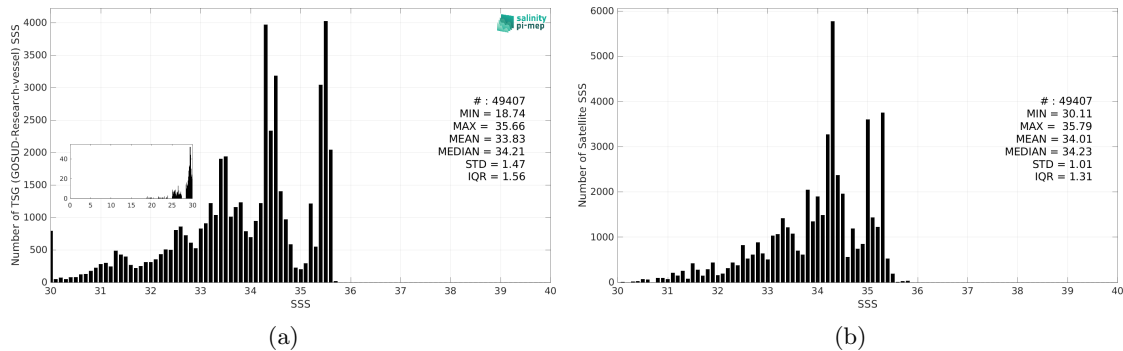 salinity
pi-mep
Number of TSG (GOSUD-Research-vessel) SSS
4000
3500
3000
2500
2000
1500
1000
500
0
# : 49407
MIN = 18.74
MAX = 35.66
MEAN = 33.83
MEDIAN = 34.21
STD = 1.47
IQR = 1.56
40
20
0
0 5 10 15 20 25 30
30 31 32 33 34 35 36 37 38 39 40
SSS
(a)
Number of Satellite SSS
6000
5000
4000
3000
2000
1000
0
# : 49407
MIN = 30.11
MAX = 35.79
MEAN = 34.01
MEDIAN = 34.23
STD = 1.01
IQR = 1.31
30 31 32 33 34 35 36 37 38 39 40
SSS
(b)